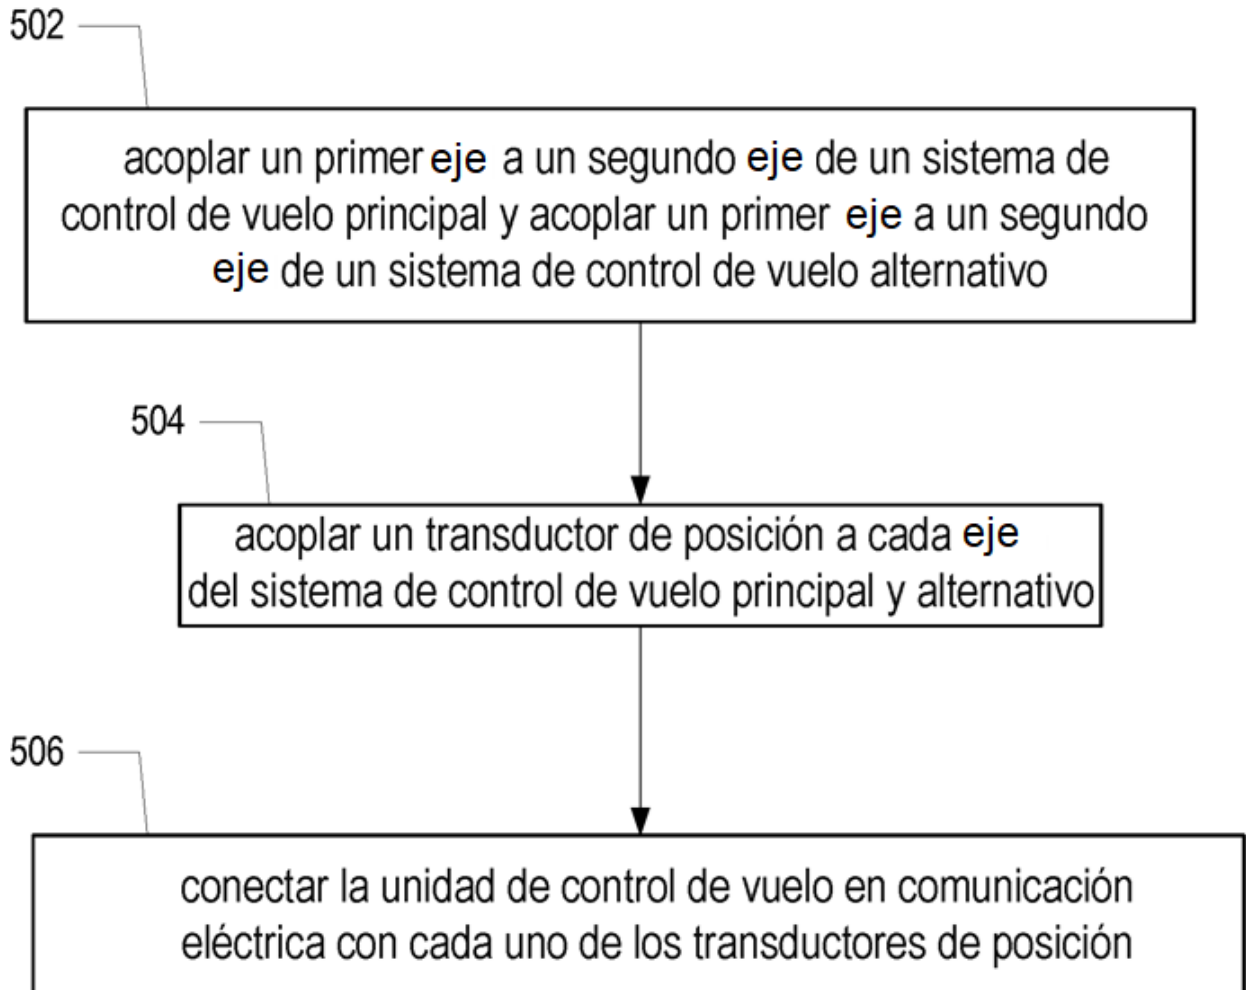 502
acoplar un primer eje a un segundo eje de un sistema de
control de vuelo principal y acoplar un primer eje a un segundo
eje de un sistema de control de vuelo alternativo
504
acoplar un transductor de posición a cada eje
del sistema de control de vuelo principal y alternativo
506
conectar la unidad de control de vuelo en comunicación
eléctrica con cada uno de los transductores de posición